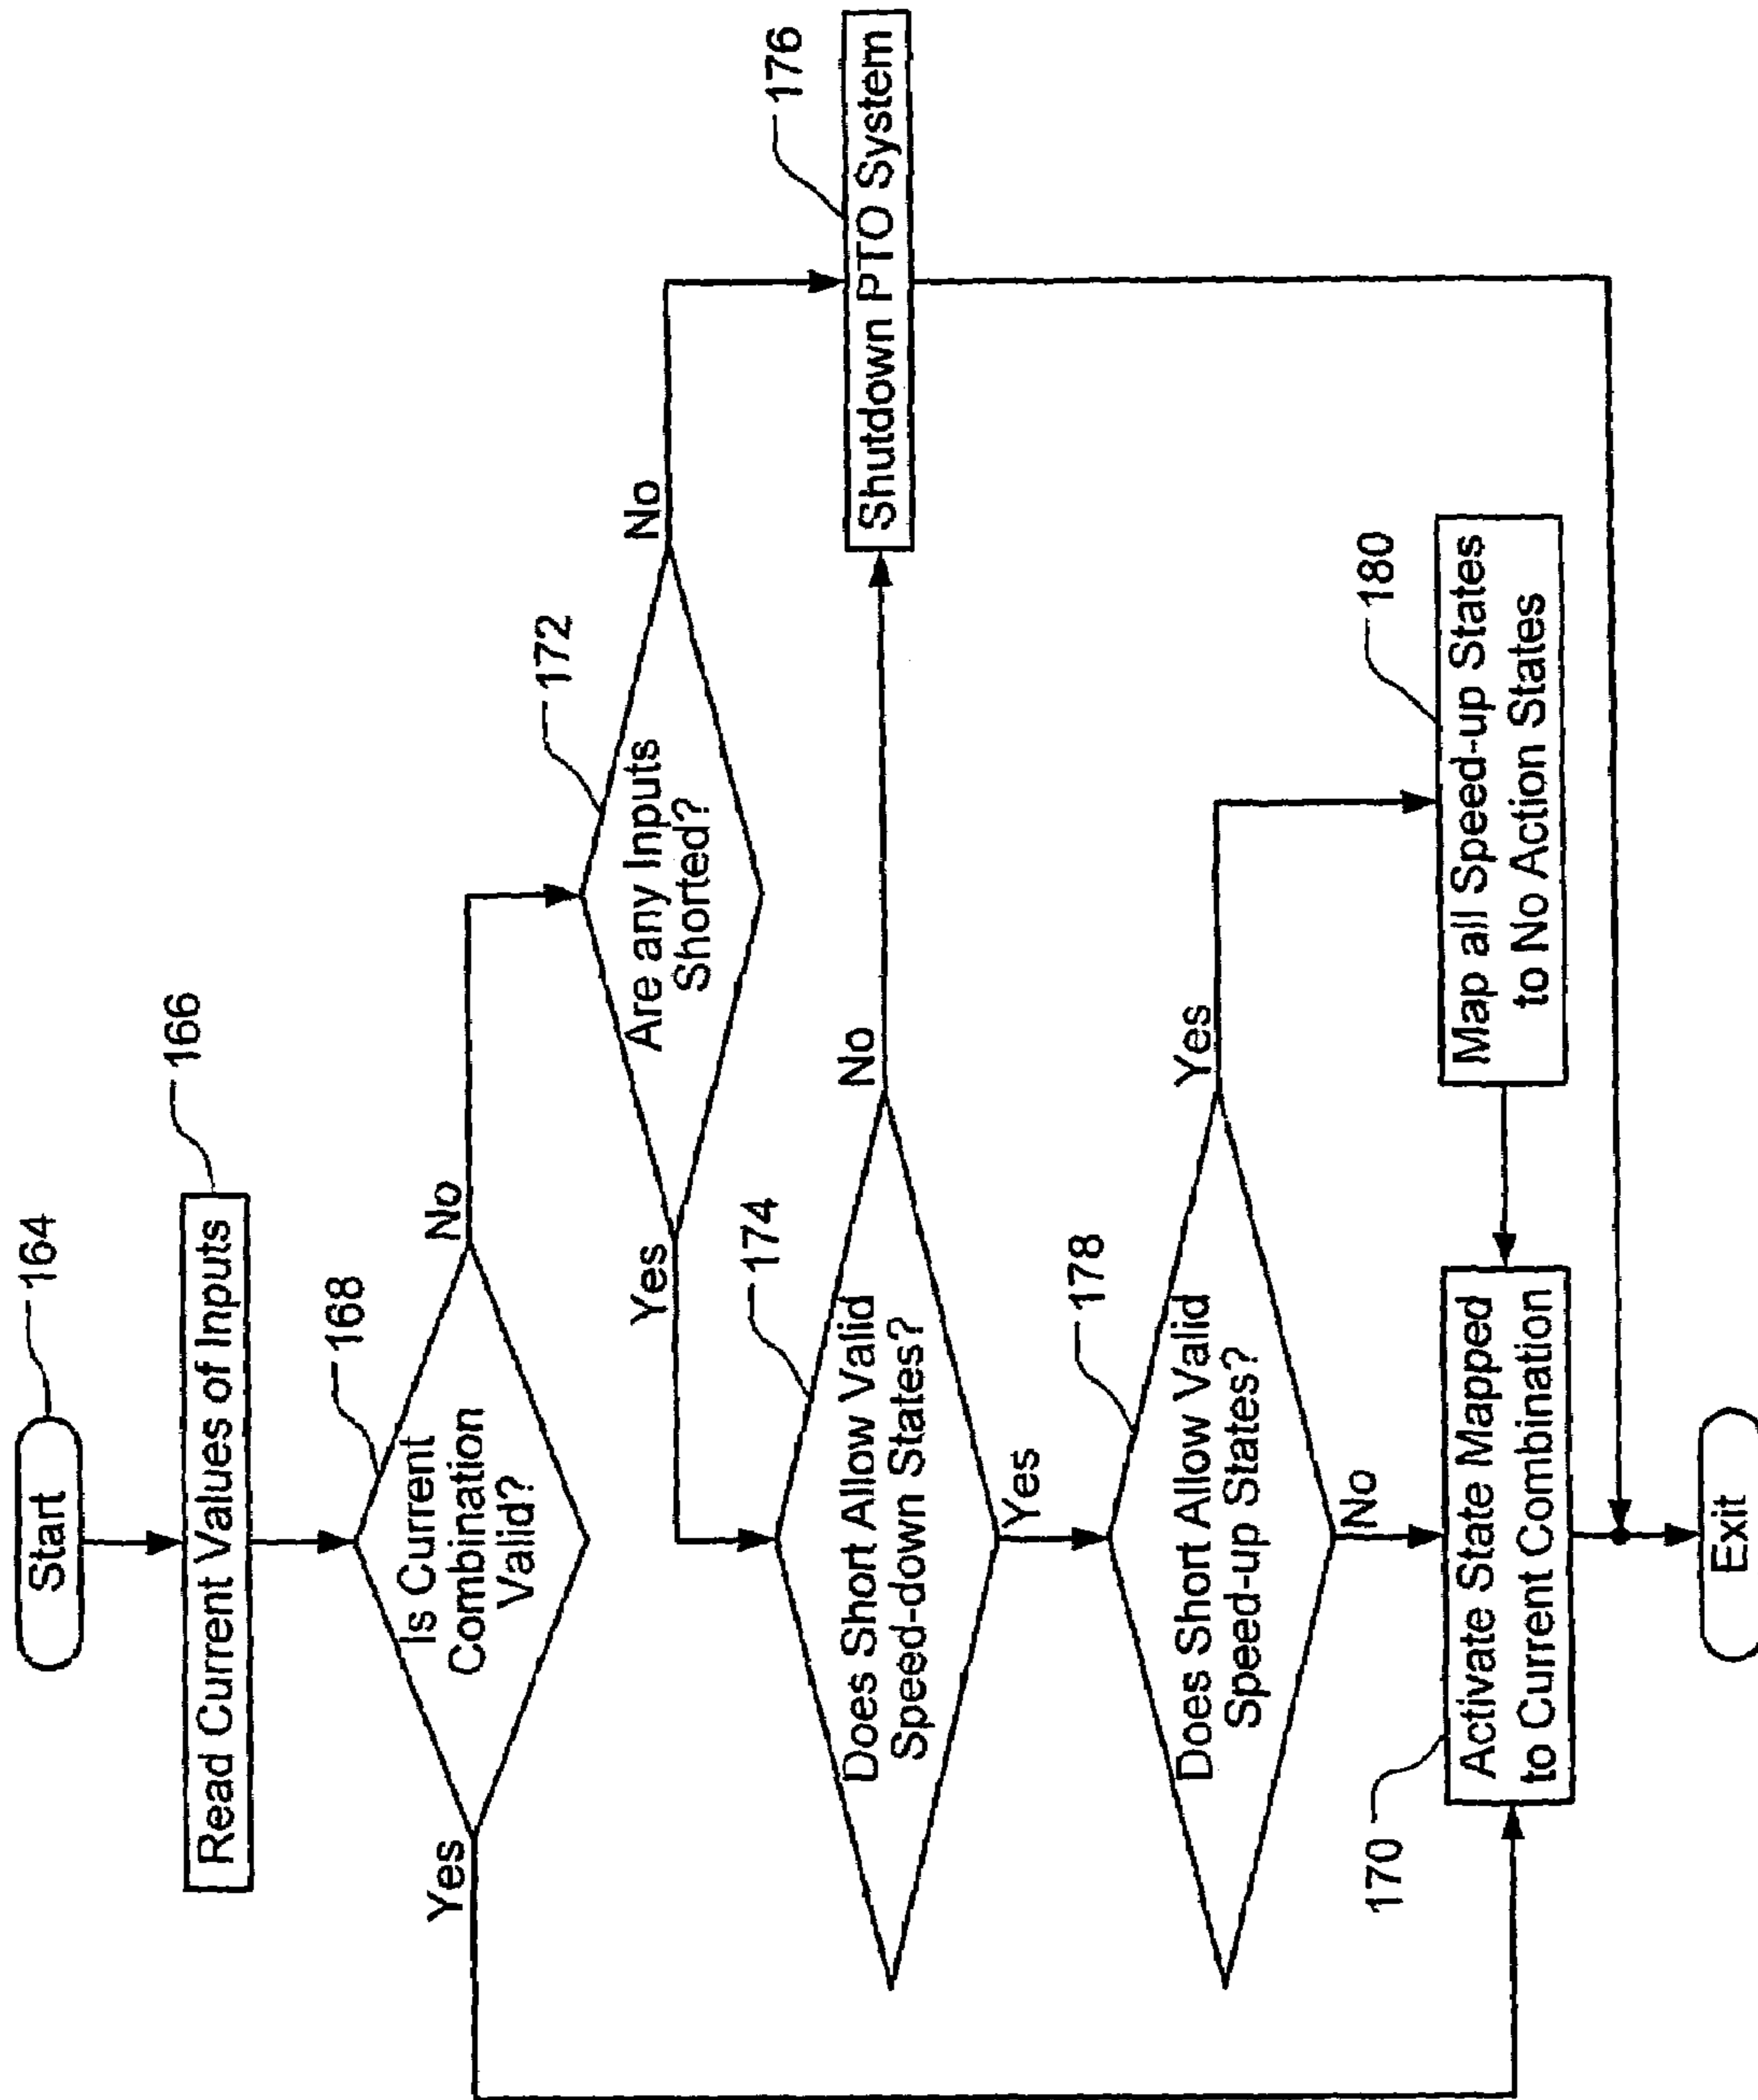 Start
164
Read Current Values of Inputs
166
Is Current
Combination
Valid?
168
Yes
No
Are any Inputs
Shorted?
172
Yes
No
Does Short Allow Valid
Speed-down States?
174
No
Yes
Shutdown PTO System
176
Does Short Allow Valid
Speed-up States?
178
Yes
No
Map all Speed-up States
to No Action States
180
Activate State Mapped
to Current Combination
170
Exit